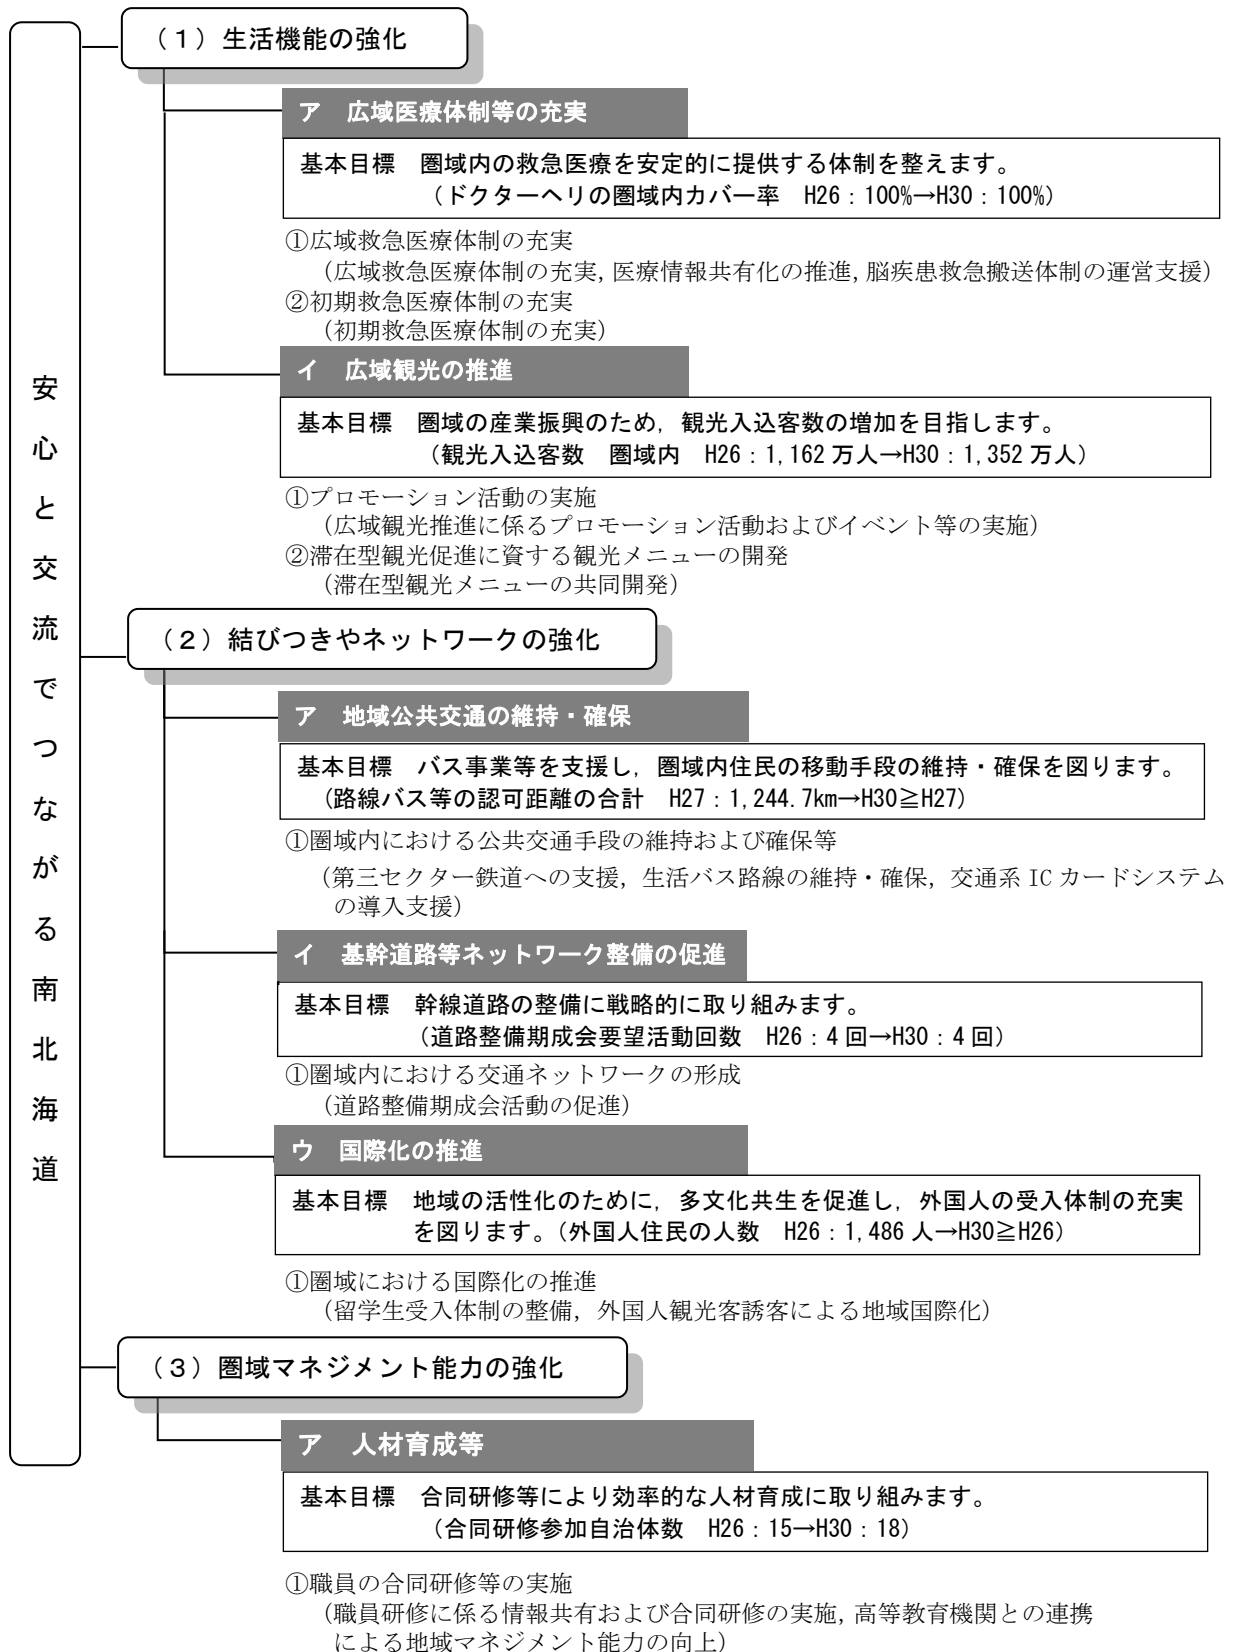 安心と交流でつながる南北海道
（１）生活機能の強化
ア　広域医療体制等の充実
基本目標　圏域内の救急医療を安定的に提供する体制を整えます。
（ドクターヘリの圏域内カバー率　H26：100%→H30：100%）
①広域救急医療体制の充実
（広域救急医療体制の充実，医療情報共有化の推進，脳疾患救急搬送体制の運営支援）
②初期救急医療体制の充実
（初期救急医療体制の充実）
イ　広域観光の推進
基本目標　圏域の産業振興のため，観光入込客数の増加を目指します。
（観光入込客数　圏域内　H26：1,162万人→H30：1,352万人）
①プロモーション活動の実施
（広域観光推進に係るプロモーション活動およびイベント等の実施）
②滞在型観光促進に資する観光メニューの開発
（滞在型観光メニューの共同開発）
（２）結びつきやネットワークの強化
ア　地域公共交通の維持・確保
基本目標　バス事業等を支援し，圏域内住民の移動手段の維持・確保を図ります。
（路線バス等の認可距離の合計　H27：1,244.7km→H30≧H27）
①圏域内における公共交通手段の維持および確保等
（第三セクター鉄道への支援，生活バス路線の維持・確保，交通系ICカードシステム
の導入支援）
イ　基幹道路等ネットワーク整備の促進
基本目標　幹線道路の整備に戦略的に取り組みます。
（道路整備期成会要望活動回数　H26：4回→H30：4回）
①圏域内における交通ネットワークの形成
（道路整備期成会活動の促進）
ウ　国際化の推進
基本目標　地域の活性化のために，多文化共生を促進し，外国人の受入体制の充実
を図ります。（外国人住民の人数　H26：1,486人→H30≧H26）
①圏域における国際化の推進
（留学生受入体制の整備，外国人観光客誘客による地域国際化）
（３）圏域マネジメント能力の強化
ア　人材育成等
基本目標　合同研修等により効率的な人材育成に取り組みます。
（合同研修参加自治体数　H26：15→H30：18）
①職員の合同研修等の実施
（職員研修に係る情報共有および合同研修の実施，高等教育機関との連携
による地域マネジメント能力の向上）